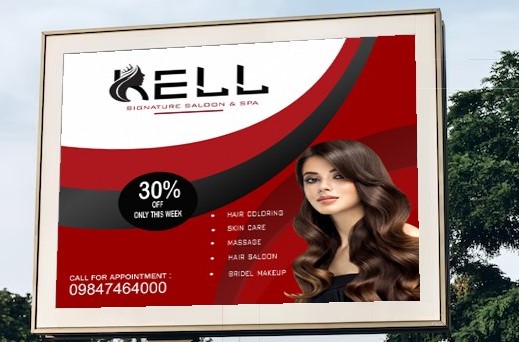 KELL
SIGNATURE SALOON & SPA
30%
OFF
ONLY THIS WEEK
HAIR COLORING
SKIN CARE
MASSAGE
HAIR SALOON
BRIDEL MAKEUP
CALL FOR APPOINTMENT :
09847464000